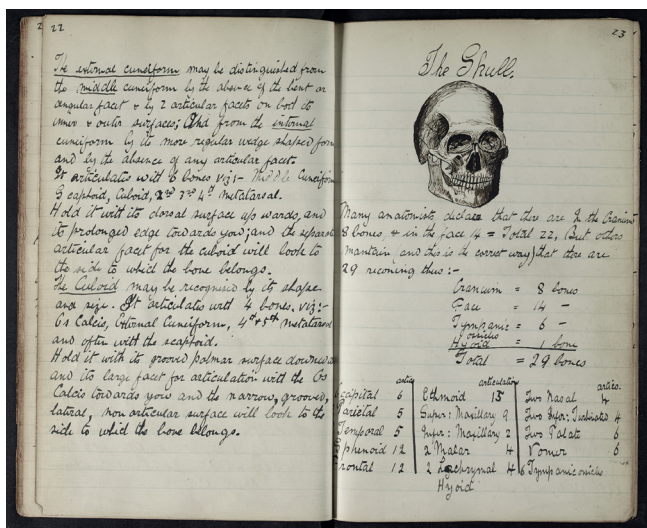 22
The external cuneiform may be distinguished from
the middle cuneiform by the absence of the bent or
angular facet & by 2 articular facets on both its
inner & outer surfaces; And from the internal
cuneiform by its more regular wedge shaped form
and by the absence of any articular facet.
It articulates with 6 bones viz:- Middle Cuneiform
Scaphoid, Cuboid, 2nd 3rd 4th Metatarsal.
Hold it with its dorsal surface upwards, and
its prolonged edge towards you; and the separate
articular facet for the cuboid will look to
the side to which the bone belongs.
The Cuboid may be recognised by its shape
and size. It articulates with 4 bones. viz:-
Os Calcis, External Cuneiform, 4th & 5th metatarsal
and often with the scaphoid.
Hold it with its grooved polmar surface downwards
and its large facet for articulation with the Os
Calcis towards you and the narrow, grooved,
lateral, non articular surface will look to the
side to which the bone belongs.
23
The Skull.
Many anatomists declare that there are In the Cranium
8 bones, & in the face 14 = Total 22, But others
mantain (and this is the correct way) that there are
29 reconing thus:-
Cranium = 8 bones
Face = 14 -
Tympanic = 6 -
ossicles
Hyoid = 1 bone
Total = 29 bones
artic
Occipital 6
Parietal 5
Temporal 5
Sphenoid 12
Frontal 12
articulation
Ethmoid 15
Super: Maxillary 9
Infer: Maxillary 2
2 Malar 4
2 Lachrymal 4
Hyoid
artics.
Two Nasal 4
Two Infer: Turbinated 4
Two Palate 6
Vomer 6
6 Tympanic ossicles